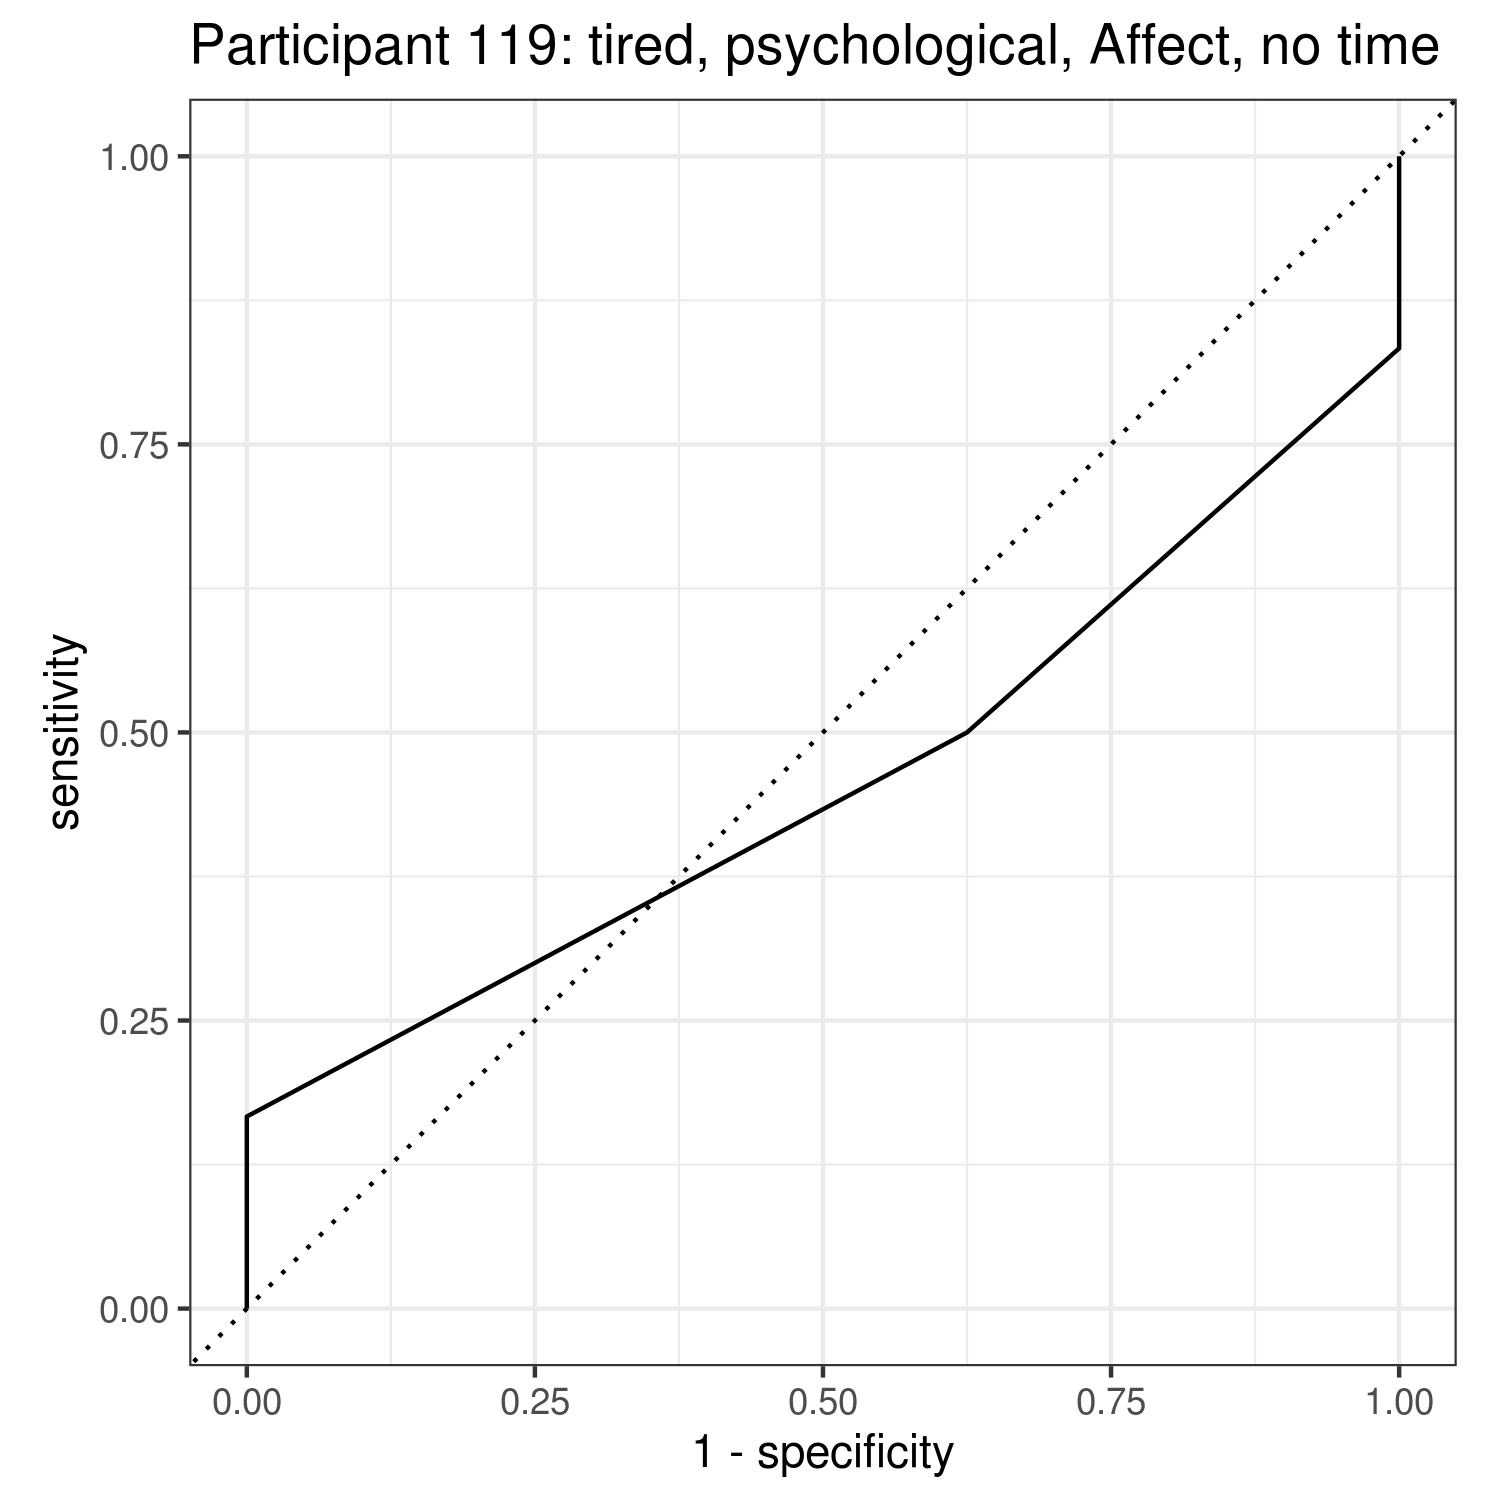 Participant 119: tired, psychological, Affect, no time
1.00
0.75
0.50
0.25
0.00
sensitivity
0.00 0.25 0.50 0.75 1.00
1 - specificity